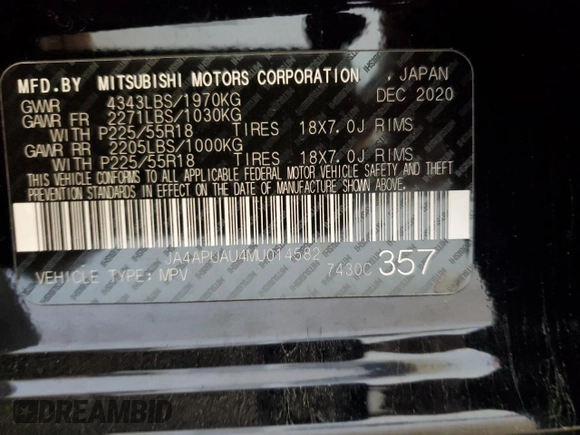 MFD.BY MITSUBISHI MOTORS CORPORATION , JAPAN
GVWR 4343LBS/1970KG DEC 2020
GAWR FR 2271LBS/1030KG
WITH P225/55R18 TIRES 18X7.0J RIMS
GAWR RR 2205LBS/1000KG
WITH P225/55R18 TIRES 18X7.0J RIMS
THIS VEHICLE CONFORMS TO ALL APPLICABLE FEDERAL MOTOR VEHICLE SAFETY AND THEFT
PREVENTION STANDARDS IN EFFECT ON THE DATE OF MANUFACTURE SHOWN ABOVE.
JA4APUAU4MU014582
VEHICLE TYPE: MPV 7430C 357
DREAMBID